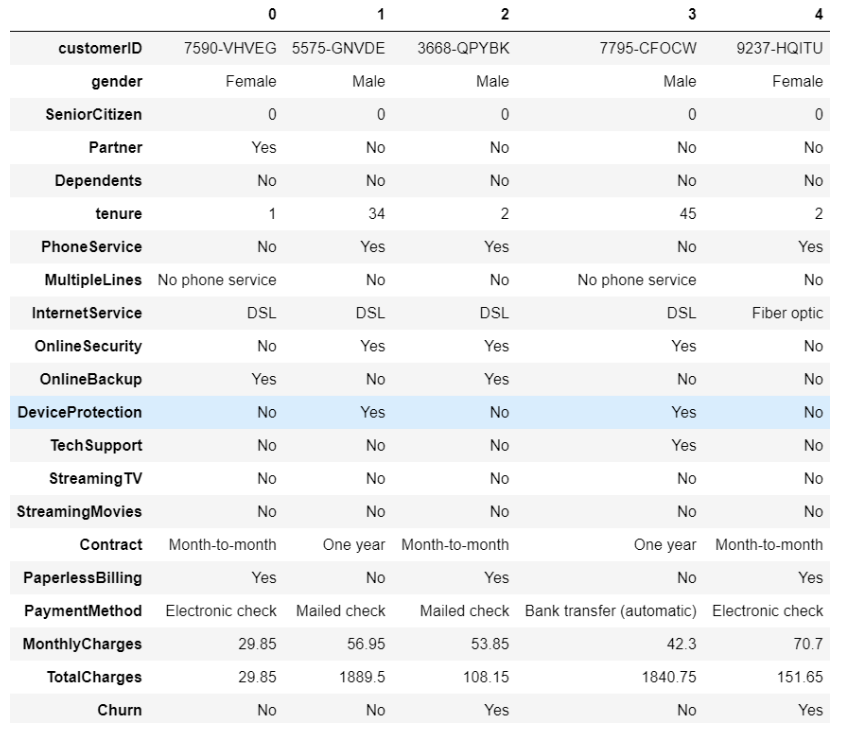 0 1 2 3 4
customerID 7590-VHVEG 5575-GNVDE 3668-QPYBK 7795-CFOCW 9237-HQITU
gender Female Male Male Male Female
SeniorCitizen 0 0 0 0 0
Partner Yes No No No No
Dependents No No No No No
tenure 1 34 2 45 2
PhoneService No Yes Yes No Yes
MultipleLines No phone service No No No phone service No
InternetService DSL DSL DSL DSL Fiber optic
OnlineSecurity No Yes Yes Yes No
OnlineBackup Yes No Yes No No
DeviceProtection No Yes No Yes No
TechSupport No No No Yes No
StreamingTV No No No No No
StreamingMovies No No No No No
Contract Month-to-month One year Month-to-month One year Month-to-month
PaperlessBilling Yes No Yes No Yes
PaymentMethod Electronic check Mailed check Mailed check Bank transfer (automatic) Electronic check
MonthlyCharges 29.85 56.95 53.85 42.3 70.7
TotalCharges 29.85 1889.5 108.15 1840.75 151.65
Churn No No Yes No Yes